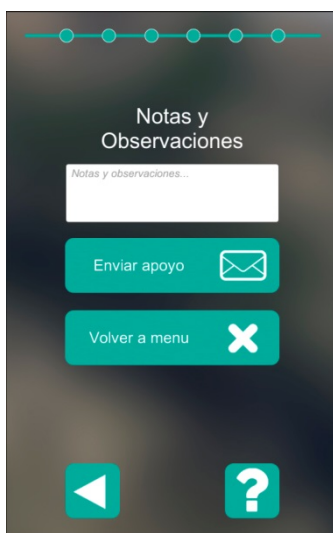 Notas y
Observaciones
Notas y observaciones...
Enviar apoyo
Volver a menu
?